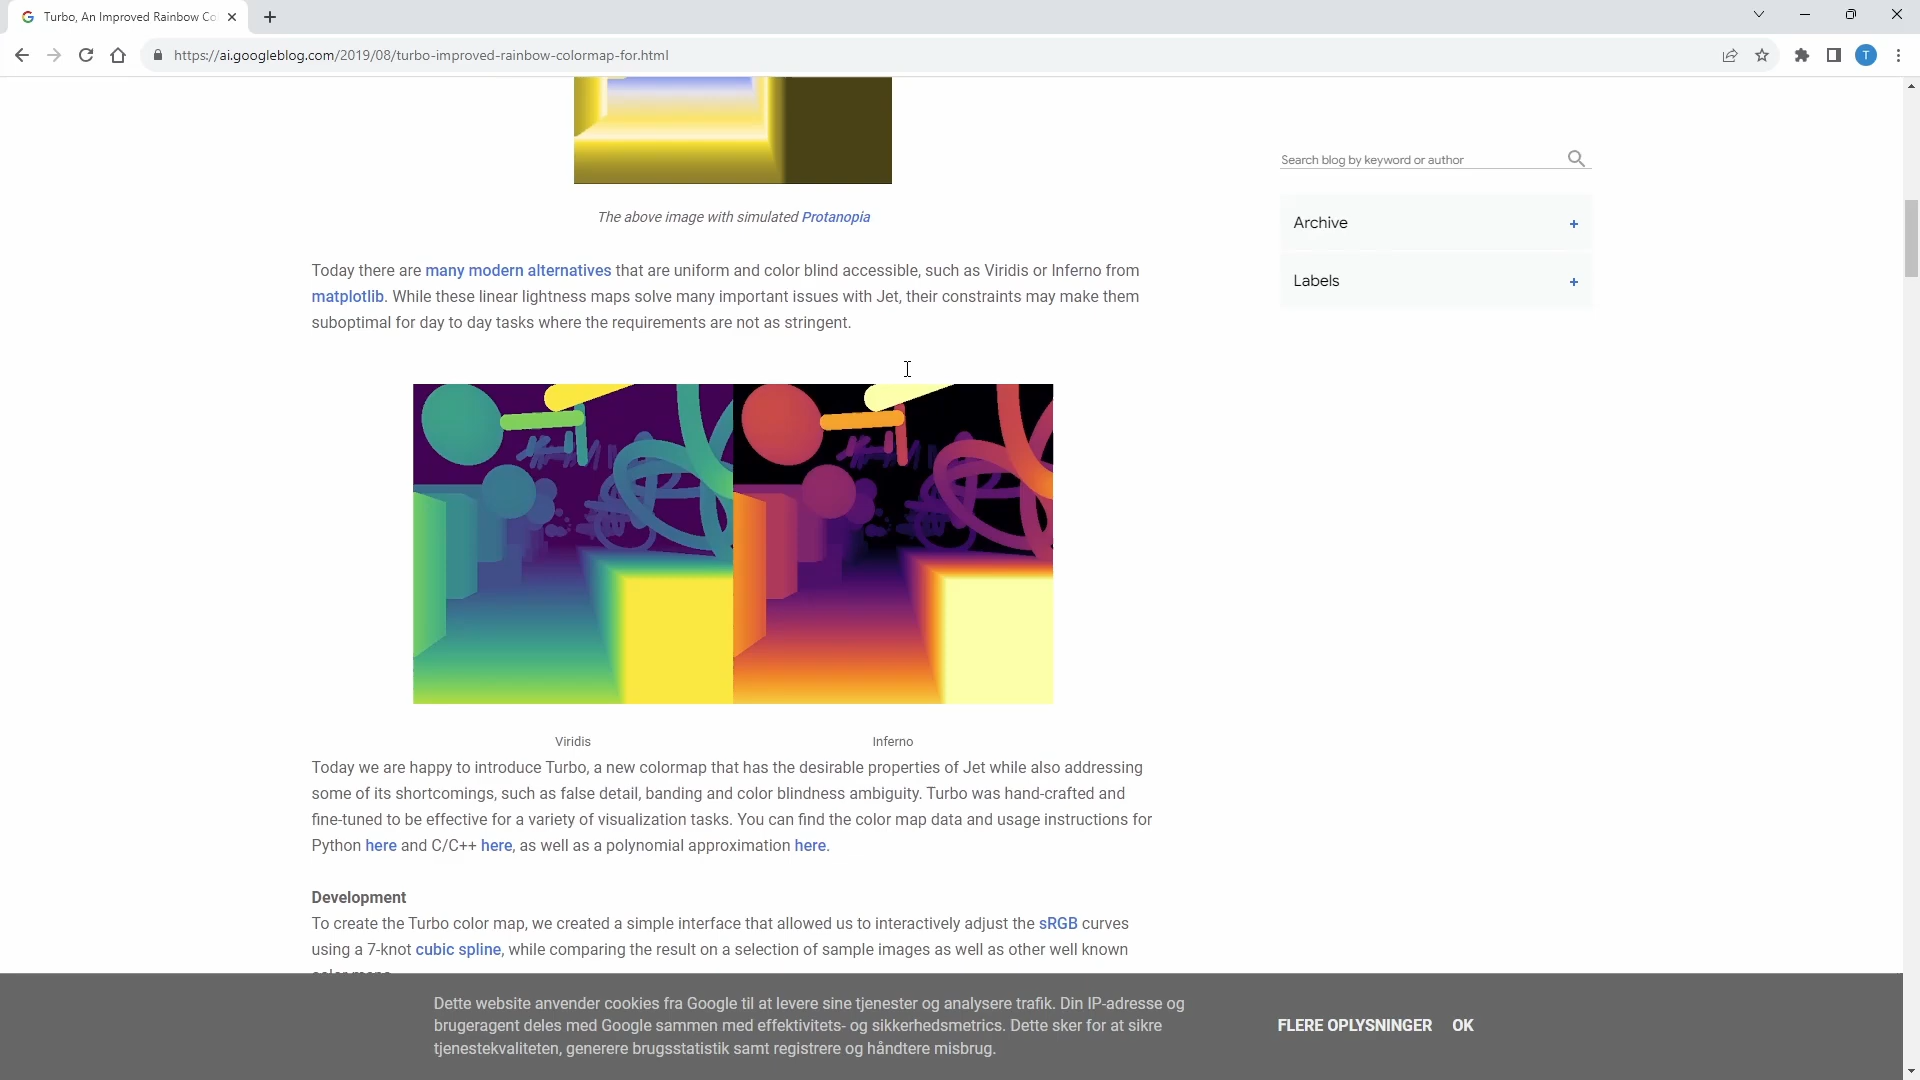 Turbo, An Improved Rainbow Co
https://ai.googleblog.com/2019/08/turbo-improved-rainbow-colormap-for.html
T
Search blog by keyword or author
Archive +
Labels +
The above image with simulated Protanopia
Today there are many modern alternatives that are uniform and color blind accessible, such as Viridis or Inferno from
matplotlib. While these linear lightness maps solve many important issues with Jet, their constraints may make them
suboptimal for day to day tasks where the requirements are not as stringent.
Viridis Inferno
Today we are happy to introduce Turbo, a new colormap that has the desirable properties of Jet while also addressing
some of its shortcomings, such as false detail, banding and color blindness ambiguity. Turbo was hand-crafted and
fine-tuned to be effective for a variety of visualization tasks. You can find the color map data and usage instructions for
Python here and C/C++ here, as well as a polynomial approximation here.
Development
To create the Turbo color map, we created a simple interface that allowed us to interactively adjust the sRGB curves
using a 7-knot cubic spline, while comparing the result on a selection of sample images as well as other well known
Dette website anvender cookies fra Google til at levere sine tjenester og analysere trafik. Din IP-adresse og
brugeragent deles med Google sammen med effektivitets- og sikkerhedsmetrics. Dette sker for at sikre
tjenestekvaliteten, generere brugsstatistik samt registrere og håndtere misbrug.
FLERE OPLYSNINGER OK